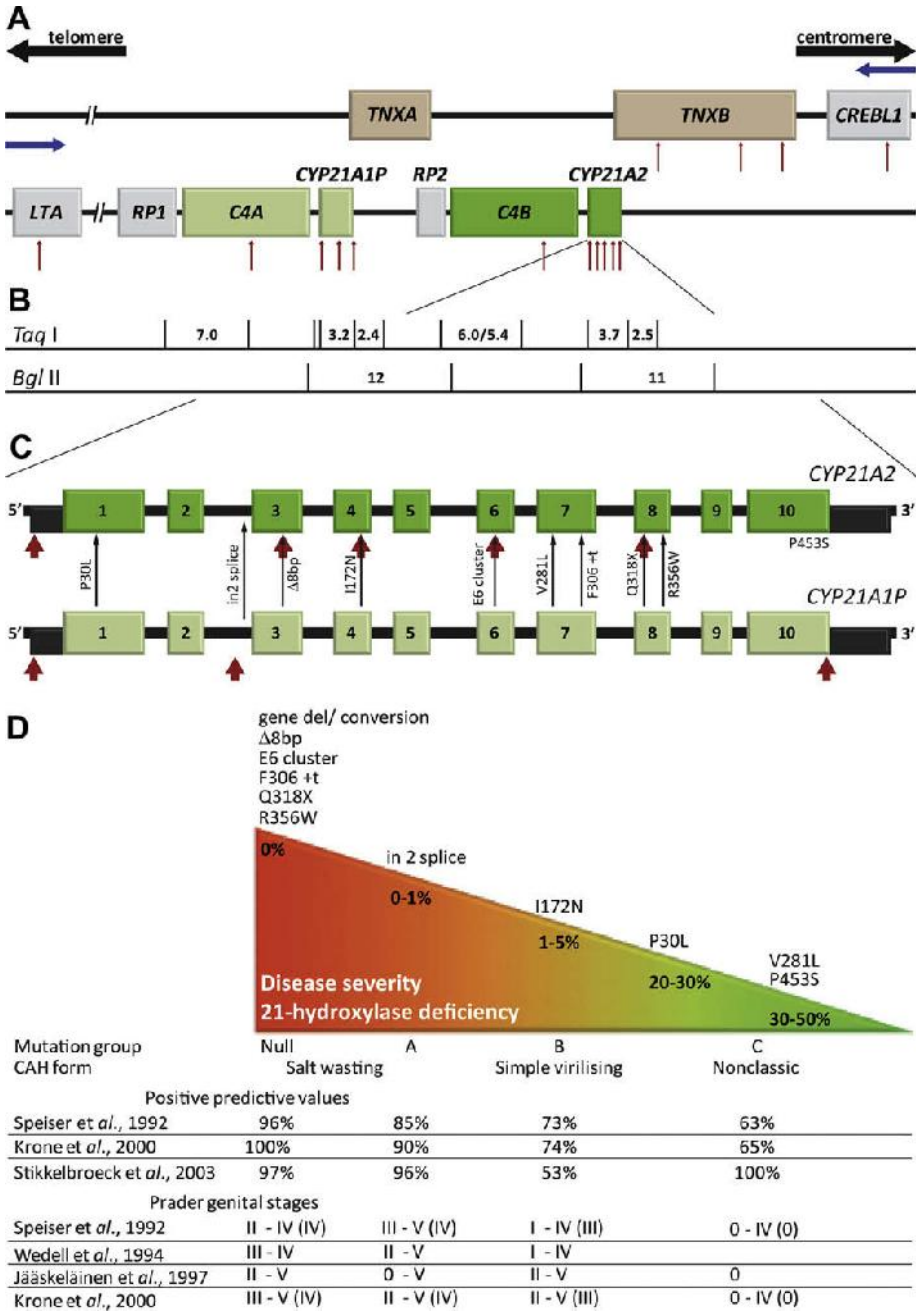 A
telomere
centromere
//
TNXA
TNXB
CREBL1
CYP21A1P
RP2
CYP21A2
LTA
//
RP1
C4A
C4B
B
Taq I
7.0
3.2
2.4
6.0/5.4
3.7
2.5
Bgl II
12
11
C
CYP21A2
5′
1
2
3
4
5
6
7
8
9
10
3′
P453S
P30L
in2 splice
Δ8bp
I172N
E6 cluster
V281L
F306 +t
Q318X
R356W
CYP21A1P
5′
1
2
3
4
5
6
7
8
9
10
3′
D
gene del/ conversion
Δ8bp
E6 cluster
F306 +t
Q318X
R356W
0%
in 2 splice
0-1%
I172N
1-5%
P30L
20-30%
V281L
P453S
30-50%
Disease severity
21-hydroxylase deficiency
Mutation group Null A B C
CAH form Salt wasting Simple virilising Nonclassic
Positive predictive values
Speiser et al., 1992 96% 85% 73% 63%
Krone et al., 2000 100% 90% 74% 65%
Stikkelbroeck et al., 2003 97% 96% 53% 100%
Prader genital stages
Speiser et al., 1992 II - IV (IV) III - V (IV) I - IV (III) 0 - IV (0)
Wedell et al., 1994 III - IV II - V I - IV
Jääskeläinen et al., 1997 II - V 0 - V II - V 0
Krone et al., 2000 III - V (IV) II - V (IV) II - V (III) 0 - IV (0)